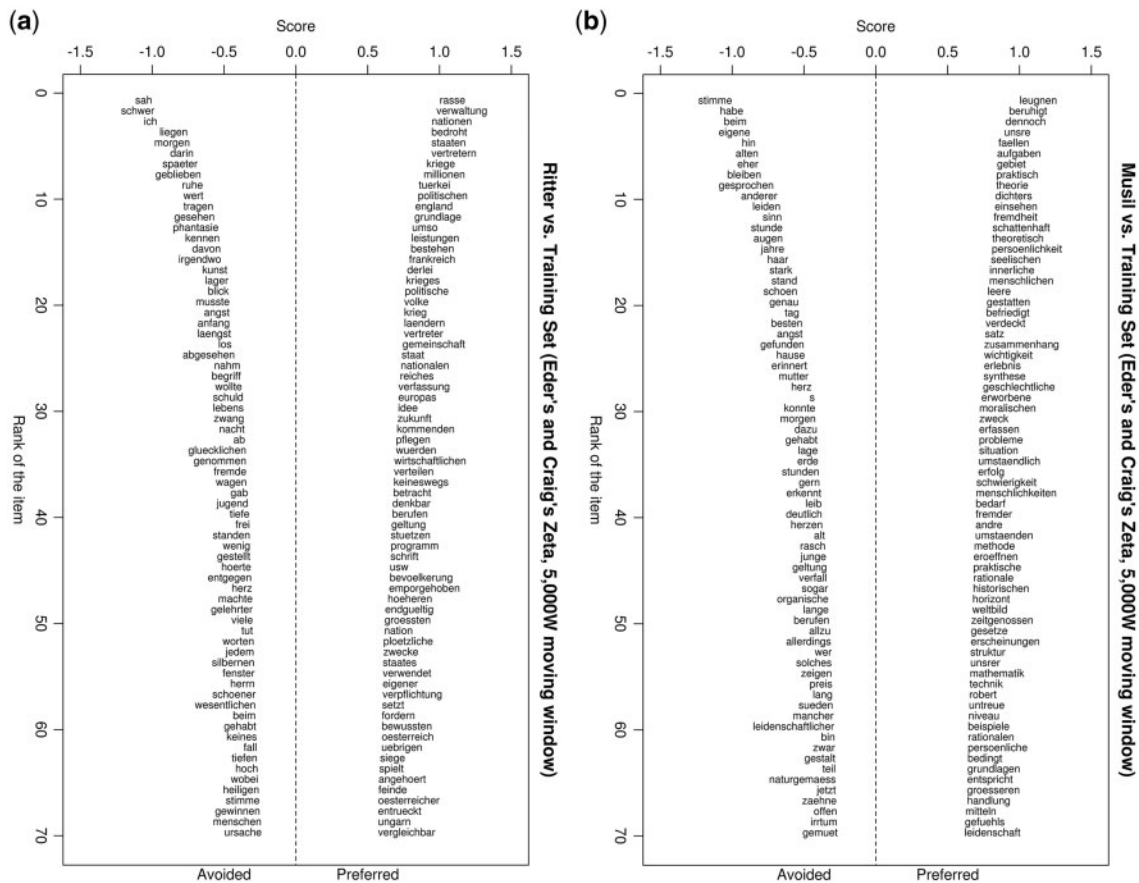 (a)
Score
-1.5 -1.0 -0.5 0.0 0.5 1.0 1.5
0
10
20
30
40
50
60
70
Rank of the item
sah
schwer
ich
liegen
morgen
darin
spaeter
geblieben
ruhe
wert
tragen
gesehen
phantasie
kennen
davon
irgendwo
kunst
lager
blick
musste
angst
anfang
laengst
los
abgesehen
nahm
begriff
wollte
schuld
lebens
zwang
nacht
ab
gluecklichen
genommen
fremde
wagen
gab
jugend
tiefe
frei
standen
wenig
gestellt
hoerte
entgegen
herz
machte
gelehrter
viele
tut
worten
jedem
silbernen
fenster
herrn
schoener
wesentlichen
beim
gehabt
keines
fall
tiefen
hoch
wobei
heiligen
stimme
gewinnen
menschen
ursache
rasse
verwaltung
nationen
bedroht
staaten
vertretern
kriege
millionen
tuerkei
politischen
england
grundlage
umso
leistungen
bestehen
frankreich
derlei
krieges
politische
volke
krieg
laendern
vertreter
gemeinschaft
staat
nationalen
reiches
verfassung
europas
idee
zukunft
kommenden
pflegen
wuerden
wirtschaftlichen
verteilen
keineswegs
betracht
denkbar
berufen
geltung
stuetzen
programm
schrift
usw
bevoelkerung
emporgehoben
hoeheren
endgueltig
groessten
nation
ploetzliche
zwecke
staates
verwendet
eigener
verpflichtung
setzt
fordern
bewussten
oesterreich
uebrigen
siege
spielt
angehoert
feinde
oesterreicher
entrueckt
ungarn
vergleichbar
Avoided Preferred
Ritter vs. Training Set (Eder's and Craig's Zeta, 5,000W moving window)
(b)
Score
-1.5 -1.0 -0.5 0.0 0.5 1.0 1.5
0
10
20
30
40
50
60
70
Rank of the item
stimme
habe
beim
eigene
hin
alten
eher
bleiben
gesprochen
anderer
leiden
sinn
stunde
augen
jahre
haar
stark
stand
schoen
genau
tag
besten
angst
gefunden
hause
erinnert
mutter
herz
s
konnte
morgen
dazu
gehabt
lage
erde
stunden
gern
erkennt
leib
deutlich
herzen
alt
rasch
junge
geltung
verfall
sogar
organische
lange
berufen
allzu
allerdings
wer
solches
zeigen
preis
lang
sueden
mancher
leidenschaftlicher
bin
zwar
gestalt
teil
naturgemaess
jetzt
zaehne
offen
irrtum
gemuet
leugnen
beruhigt
dennoch
unsre
faellen
aufgaben
gebiet
praktisch
theorie
dichters
einsehen
fremdheit
schattenhaft
theoretisch
persoenlichkeit
seelischen
innerliche
menschlichen
leere
gestatten
befriedigt
verdeckt
satz
zusammenhang
wichtigkeit
erlebnis
synthese
geschlechtliche
erworbene
moralischen
zweck
erfassen
probleme
situation
umstaendlich
erfolg
schwierigkeit
menschlichkeiten
bedarf
fremder
andre
umstaenden
methode
eroeffnen
praktische
rationale
historischen
horizont
weltbild
zeitgenossen
gesetze
erscheinungen
struktur
unsrer
mathematik
technik
robert
untreue
niveau
beispiele
rationalen
persoenliche
bedingt
grundlagen
entspricht
groesseren
handlung
mitteln
gefuehls
leidenschaft
Avoided Preferred
Musil vs. Training Set (Eder's and Craig's Zeta, 5,000W moving window)